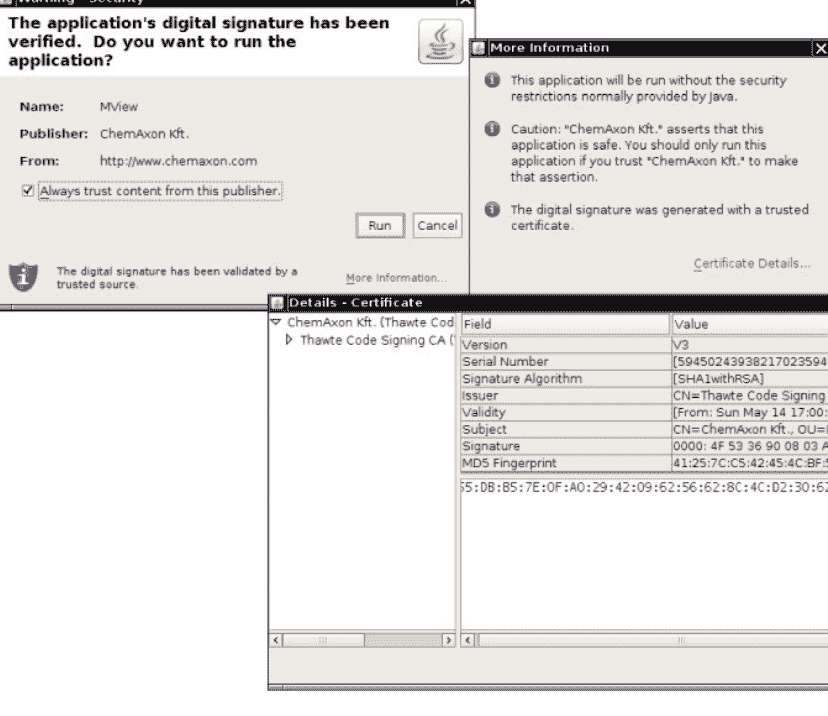 Warning - Security
The application's digital signature has been
verified. Do you want to run the
application?
Name: MView
Publisher: ChemAxon Kft.
From: http://www.chemaxon.com
Always trust content from this publisher.
Run Cancel
The digital signature has been validated by a
trusted source.
More Information...
More Information
This application will be run without the security
restrictions normally provided by Java.
Caution: "ChemAxon Kft." asserts that this
application is safe. You should only run this
application if you trust "ChemAxon Kft." to make
that assertion.
The digital signature was generated with a trusted
certificate.
Certificate Details...
Details - Certificate
ChemAxon Kft. (Thawte Cod
Thawte Code Signing CA (
Field Value
Version V3
Serial Number [59450243938217023594
Signature Algorithm [SHA1withRSA]
Issuer CN=Thawte Code Signing
Validity [From: Sun May 14 17:00:
Subject CN=ChemAxon Kft., OU=
Signature 0000: 4F 53 36 90 08 03 A
MD5 Fingerprint 41:25:7C:C5:42:45:4C:BF:
55:DB:B5:7E:0F:A0:29:42:09:62:56:62:8C:4C:D2:30:62